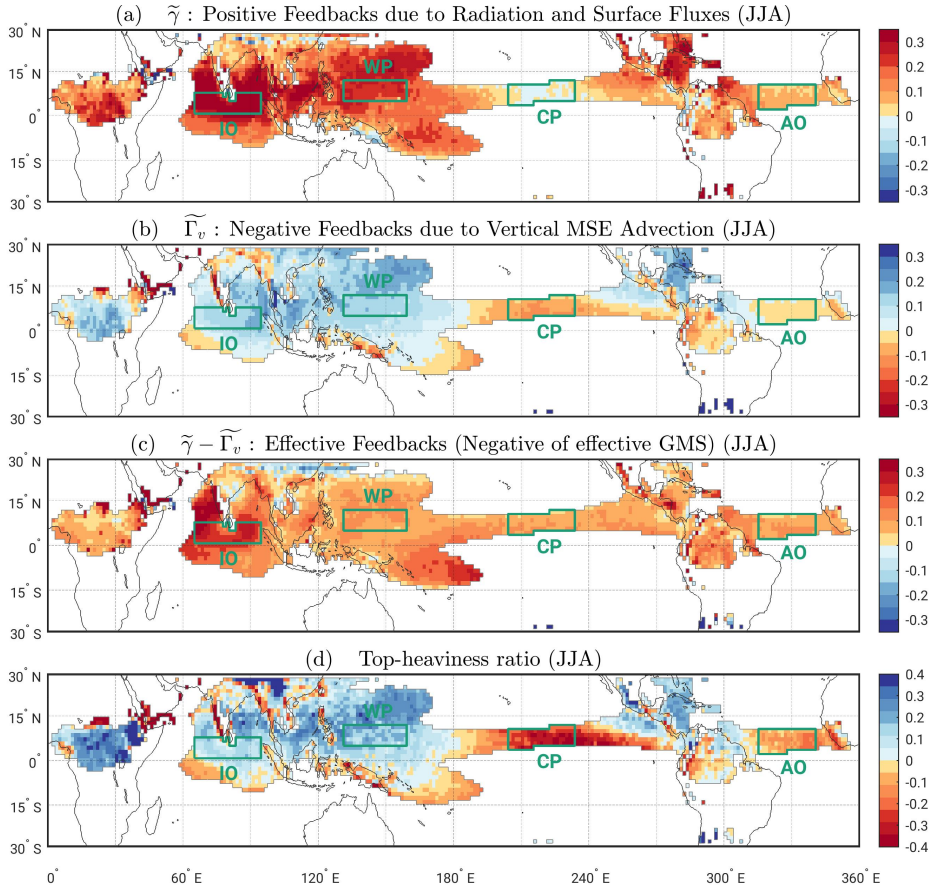 (a) γ̃ : Positive Feedbacks due to Radiation and Surface Fluxes (JJA)
30° N
15° N
0°
15° S
30° S
WP
IO
CP
AO
0.3
0.2
0.1
0
-0.1
-0.2
-0.3
(b) Γ̃ᵥ : Negative Feedbacks due to Vertical MSE Advection (JJA)
30° N
15° N
0°
15° S
30° S
WP
IO
CP
AO
0.3
0.2
0.1
0
-0.1
-0.2
-0.3
(c) γ̃ − Γ̃ᵥ : Effective Feedbacks (Negative of effective GMS) (JJA)
30° N
15° N
0°
15° S
30° S
WP
IO
CP
AO
0.3
0.2
0.1
0
-0.1
-0.2
-0.3
(d) Top-heaviness ratio (JJA)
30° N
15° N
0°
15° S
30° S
WP
IO
CP
AO
0.4
0.3
0.2
0.1
0
-0.1
-0.2
-0.3
-0.4
0° 60° E 120° E 180° E 240° E 300° E 360° E